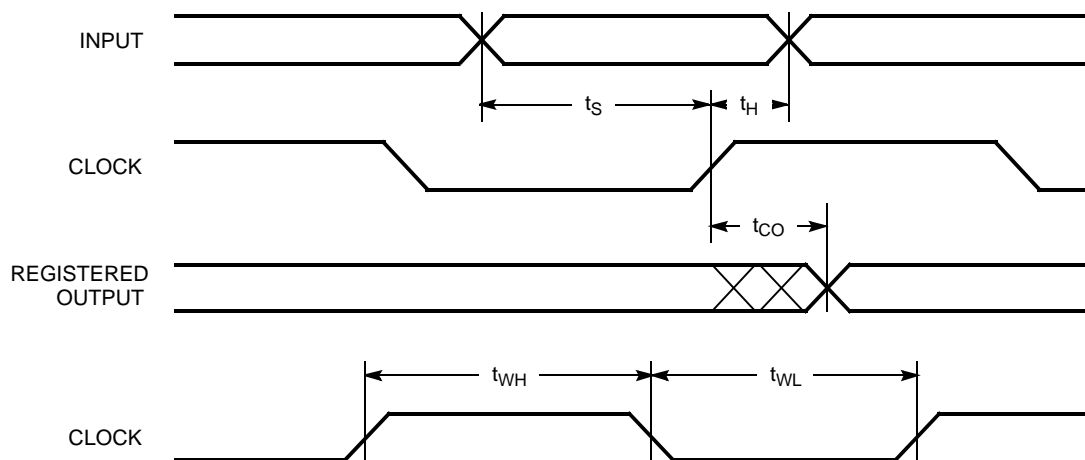 INPUT
tS
tH
CLOCK
tCO
REGISTERED
OUTPUT
tWH
tWL
CLOCK